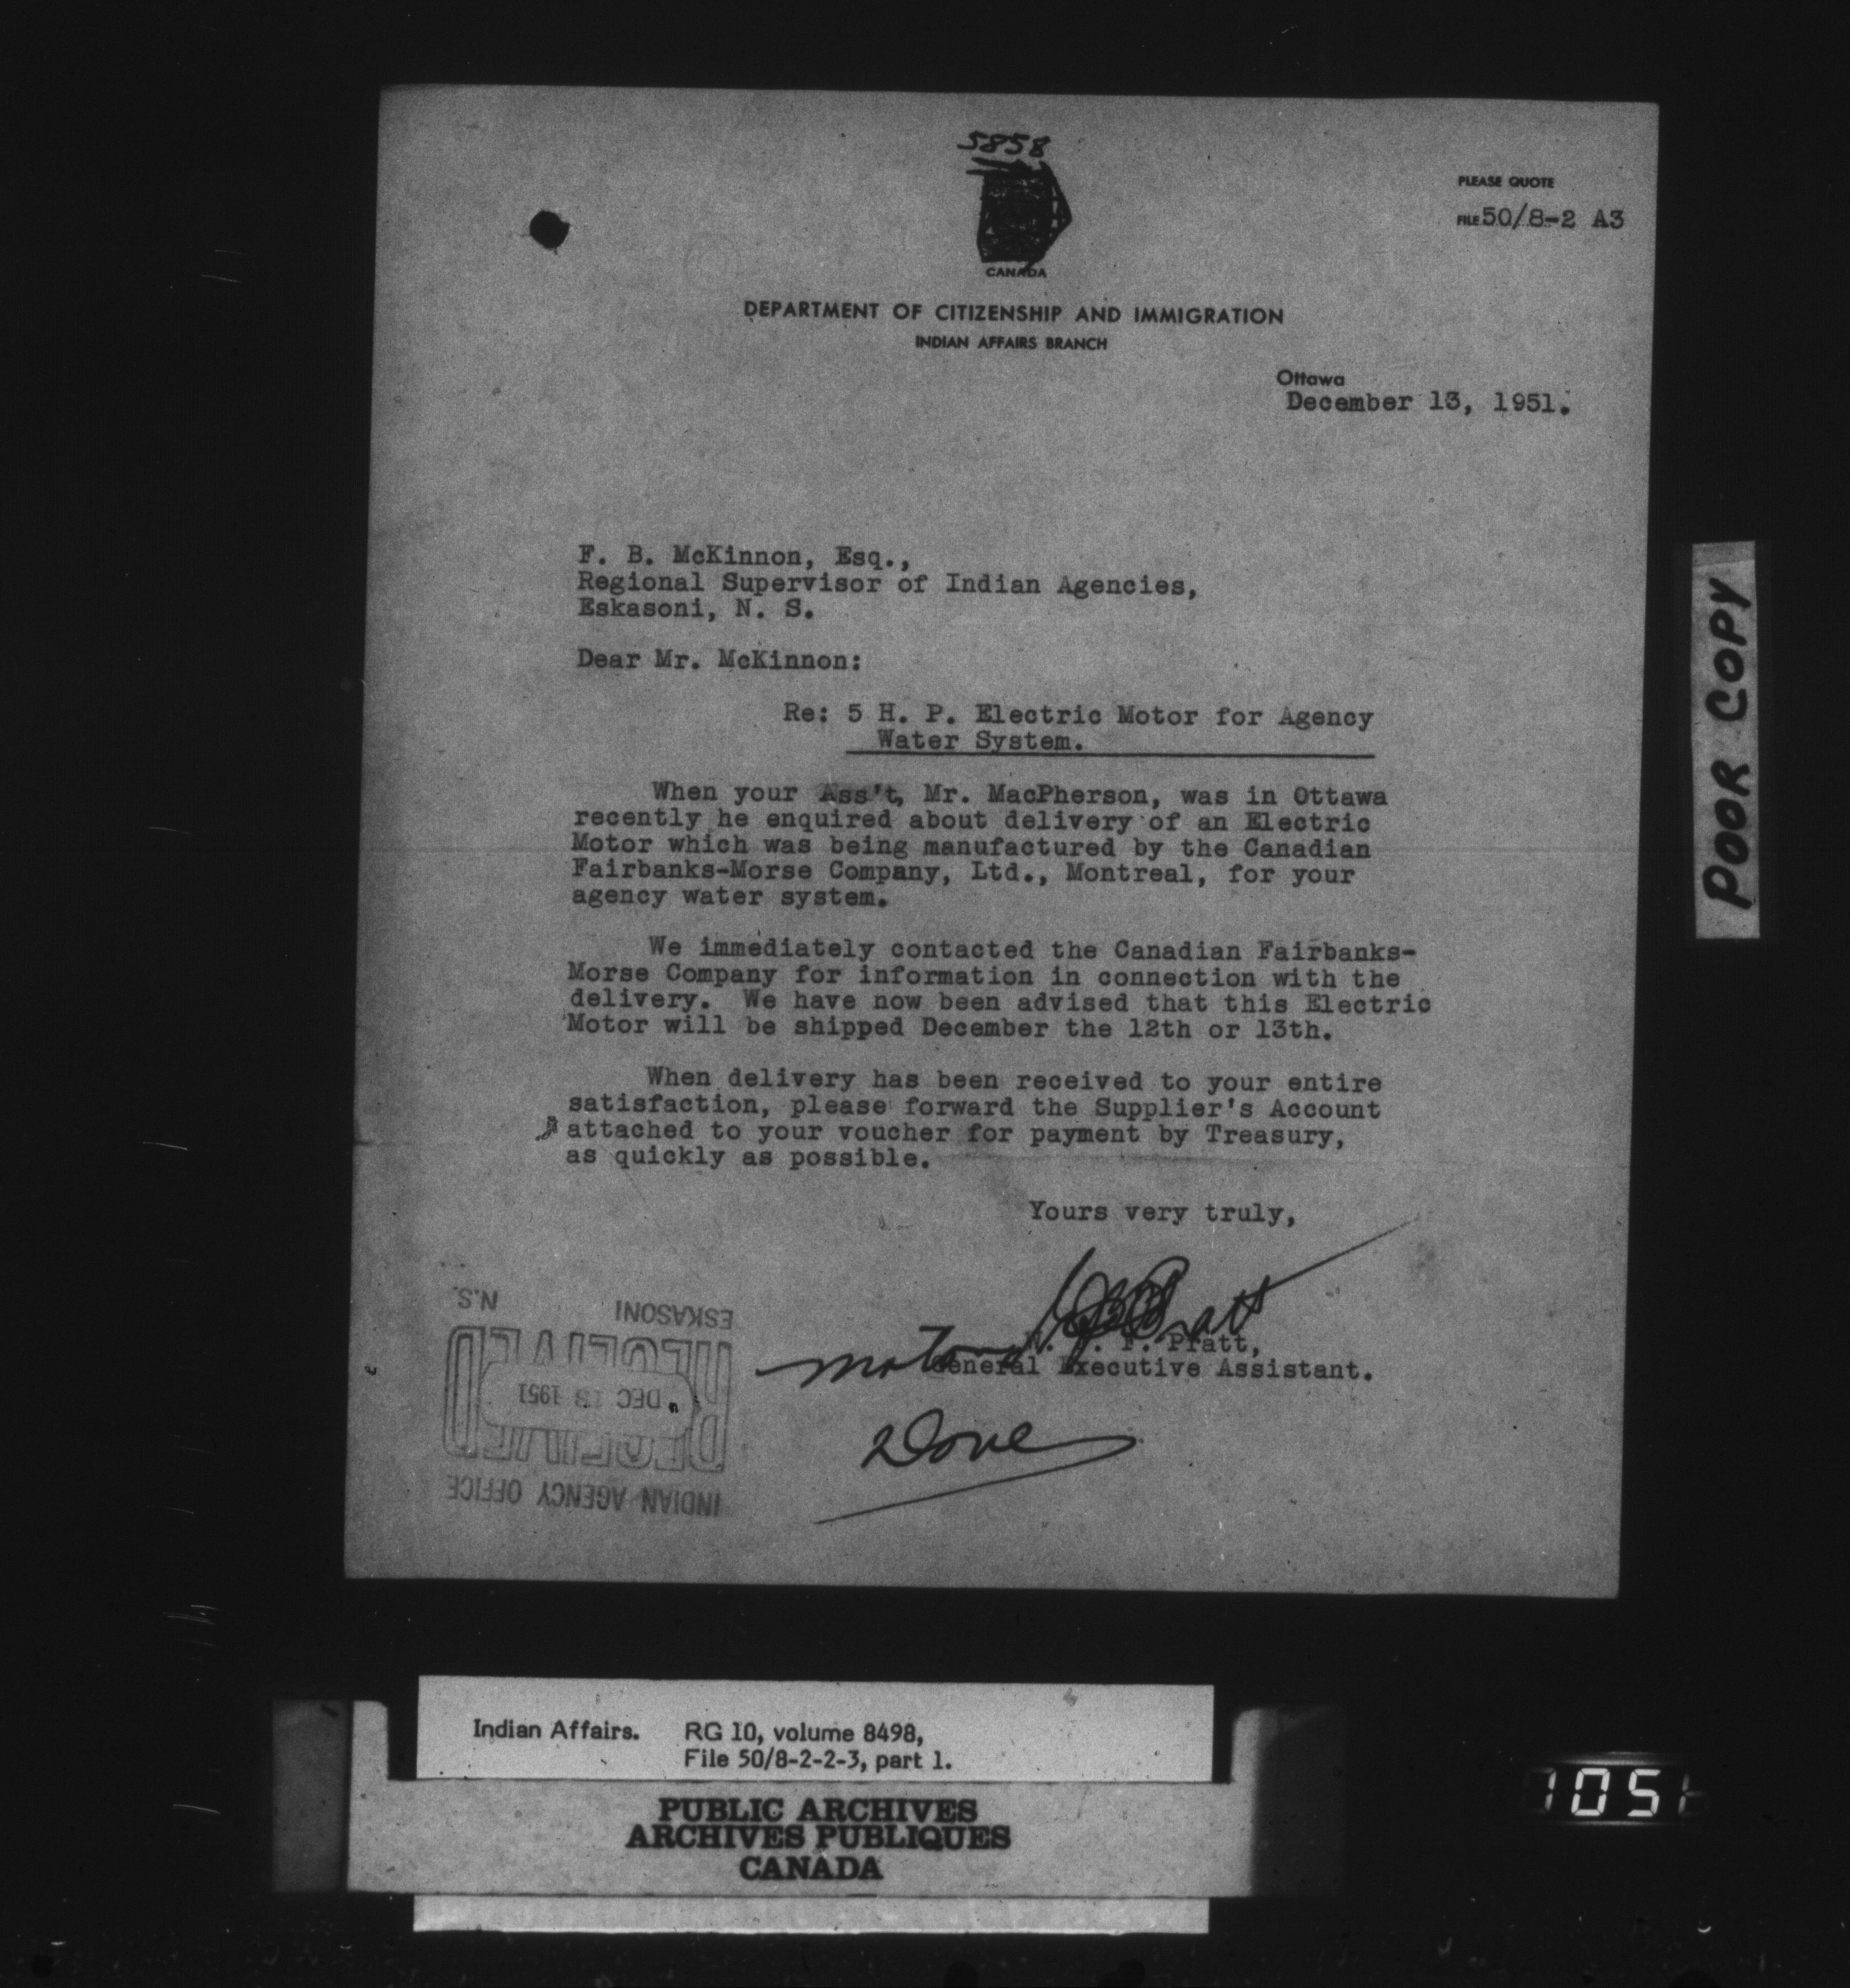 5858
PLEASE QUOTE
FILE 50/8-2 A3
CANADA
DEPARTMENT OF CITIZENSHIP AND IMMIGRATION
INDIAN AFFAIRS BRANCH
Ottawa
December 13, 1951.
F. B. McKinnon, Esq.,
Regional Supervisor of Indian Agencies,
Eskasoni, N. S.
Dear Mr. McKinnon:
Re: 5 H. P. Electric Motor for Agency
Water System.
When your Ass't, Mr. MacPherson, was in Ottawa
recently he enquired about delivery of an Electric
Motor which was being manufactured by the Canadian
Fairbanks-Morse Company, Ltd., Montreal, for your
agency water system.
We immediately contacted the Canadian Fairbanks-
Morse Company for information in connection with the
delivery. We have now been advised that this Electric
Motor will be shipped December the 12th or 13th.
When delivery has been received to your entire
satisfaction, please forward the Supplier's Account
attached to your voucher for payment by Treasury,
as quickly as possible.
Yours very truly,
Pratt
P. Pratt,
General Executive Assistant.
Done
INDIAN AGENCY OFFICE
RECEIVED
DEC 1951
ESKASONI N.S.
POOR COPY
Indian Affairs. RG 10, volume 8498,
File 50/8-2-2-3, part 1.
PUBLIC ARCHIVES
ARCHIVES PUBLIQUES
CANADA